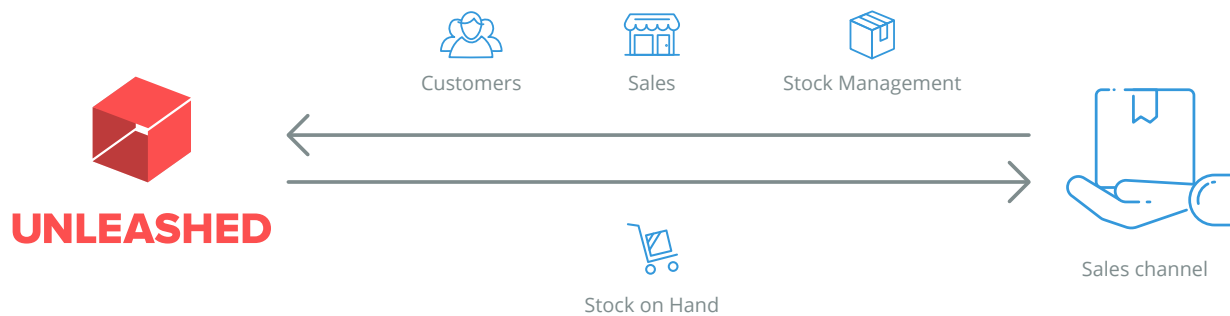 Customers
Sales
Stock Management
UNLEASHED
Sales channel
Stock on Hand